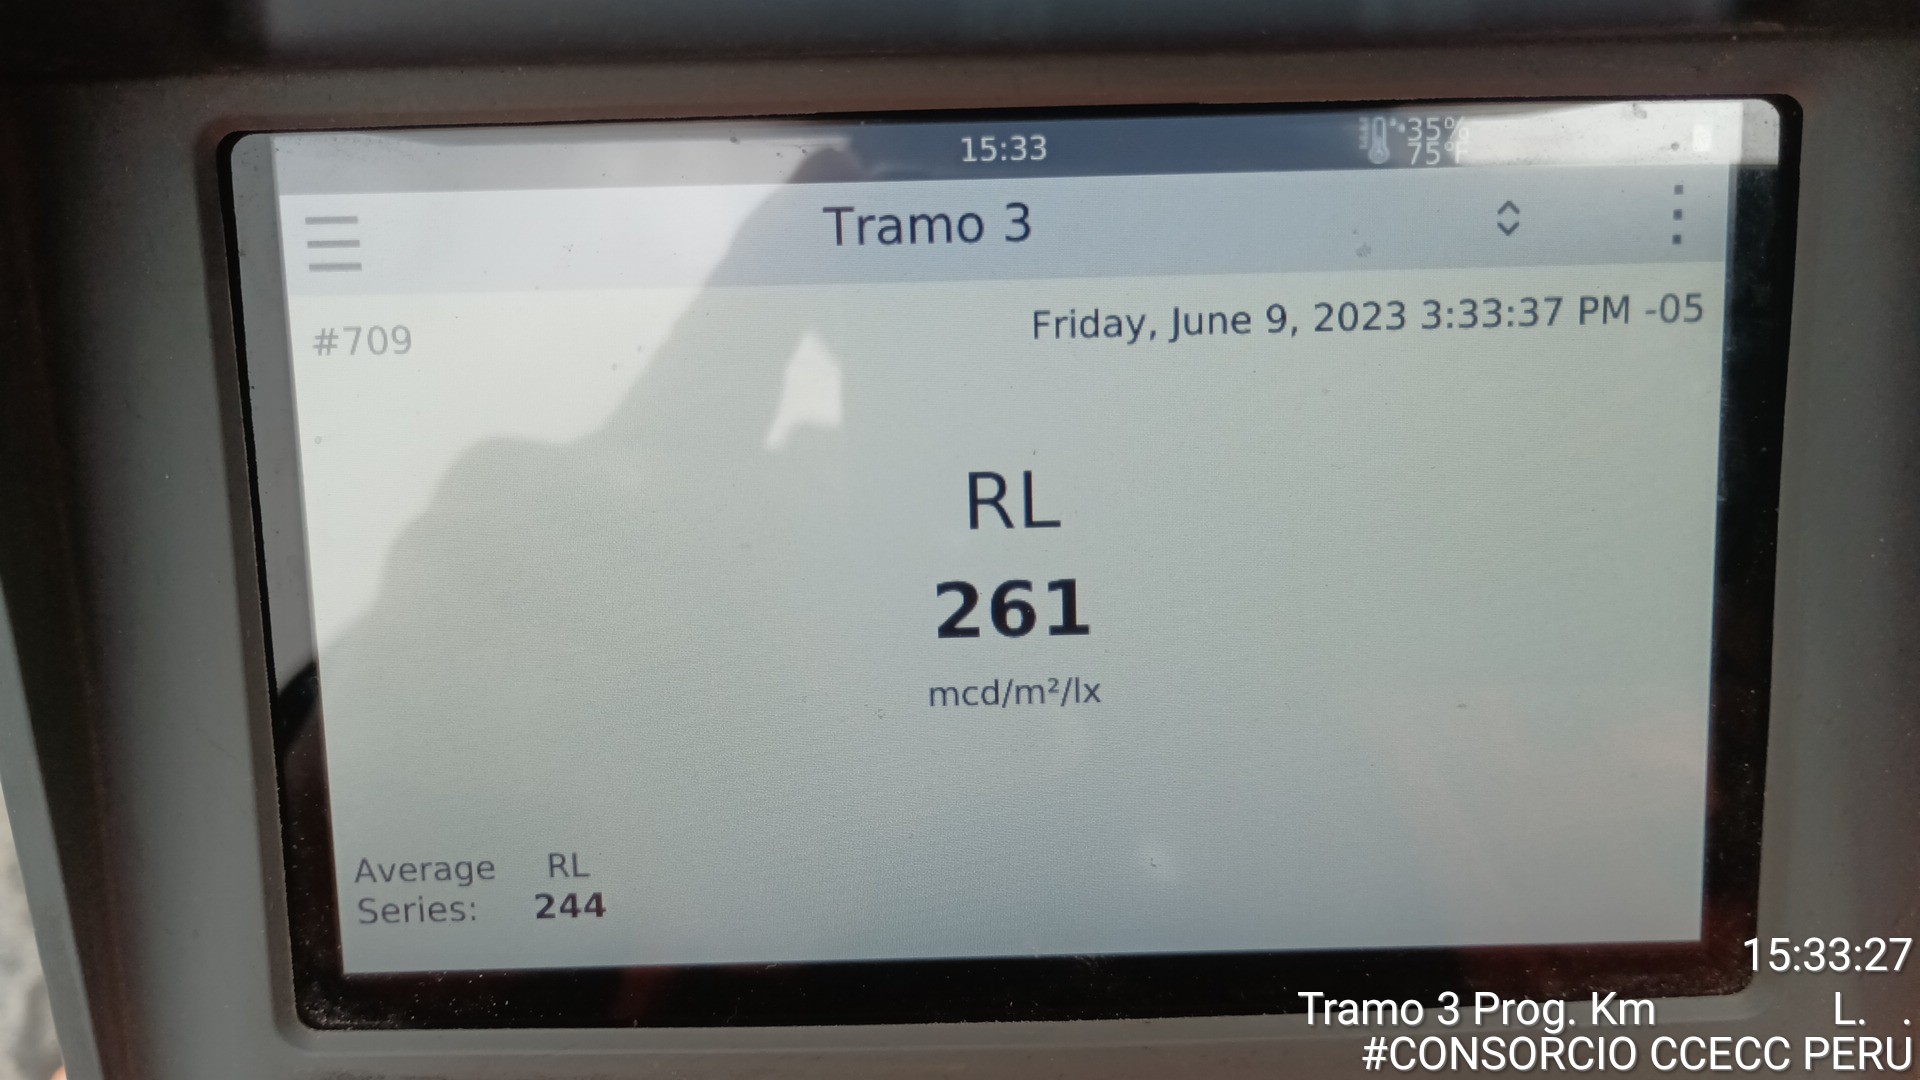 15:33
35%
75°F
Tramo 3
#709
Friday, June 9, 2023 3:33:37 PM -05
RL
261
mcd/m²/lx
Average RL
Series: 244
15:33:27
Tramo 3 Prog. Km L. .
#CONSORCIO CCECC PERU